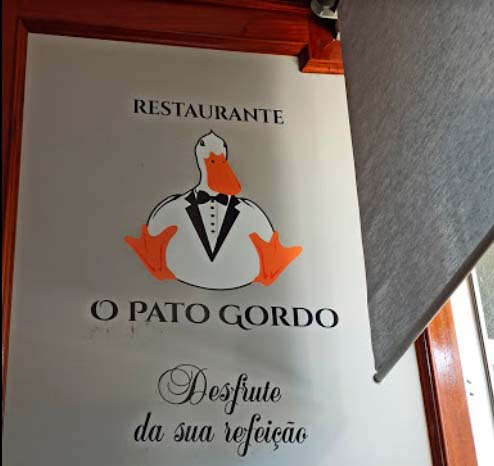 RESTAURANTE
O PATO GORDO
Desfrute
da sua refeição